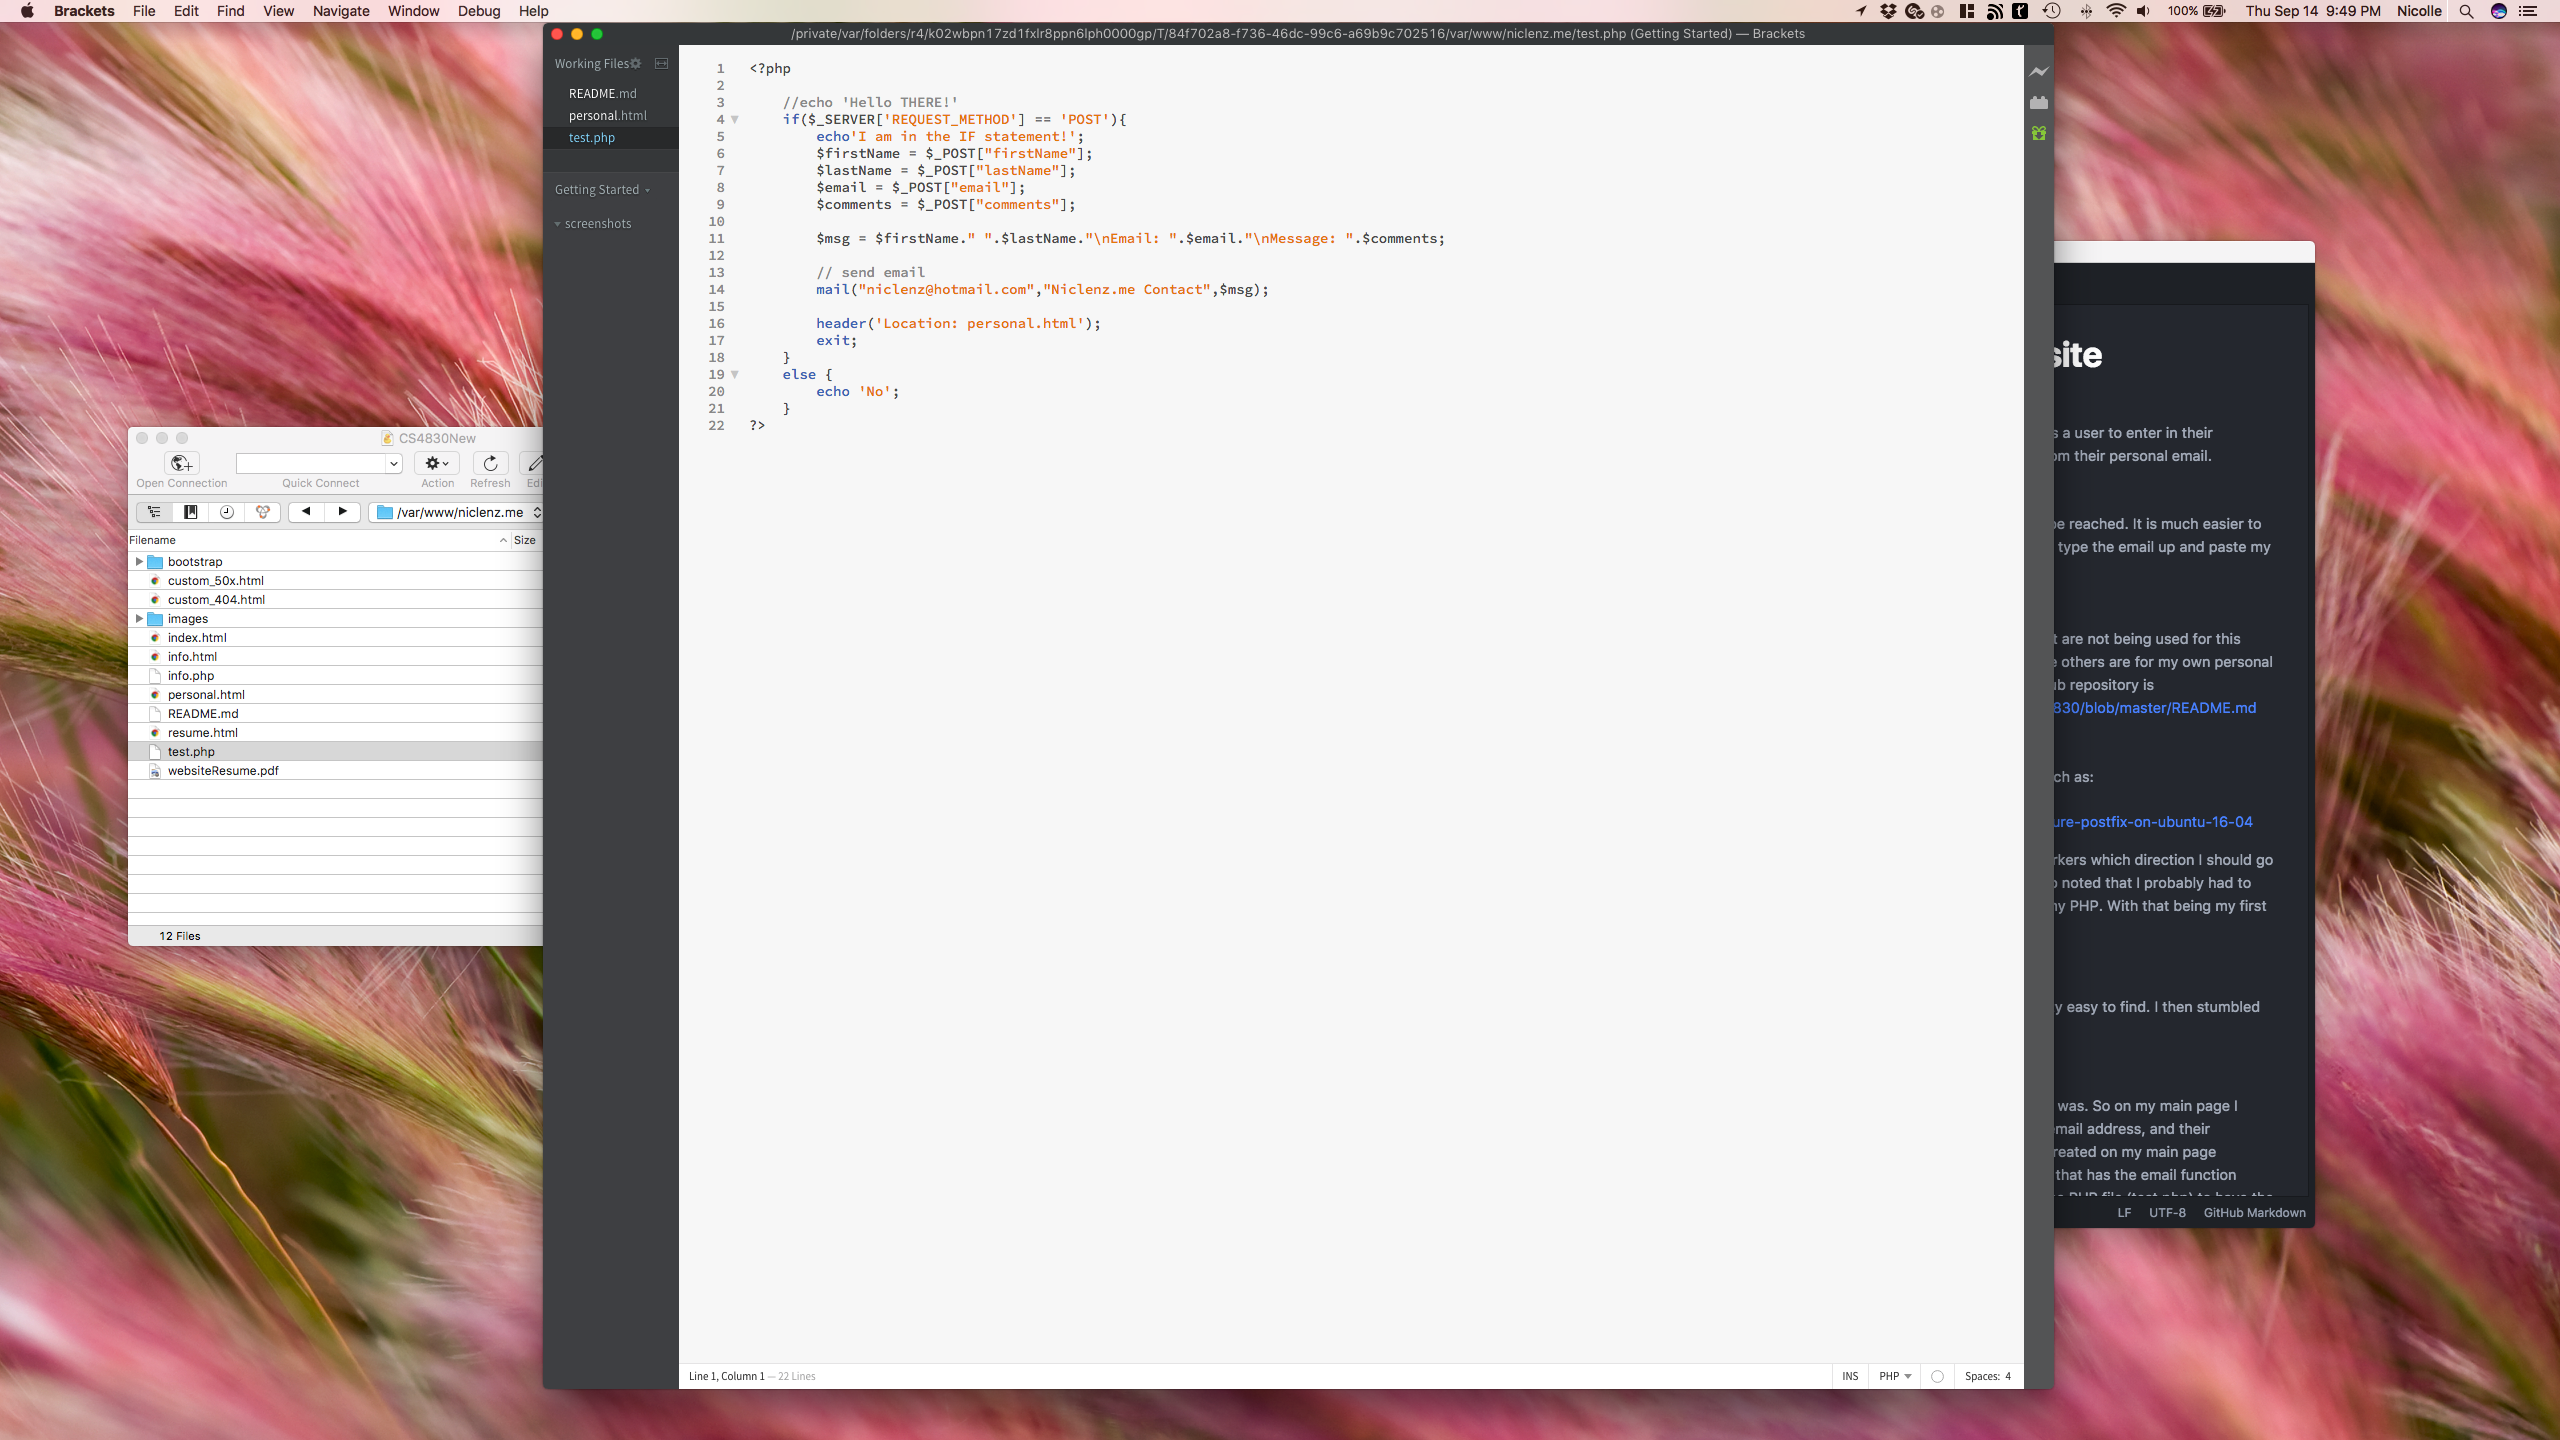 Brackets File Edit Find View Navigate Window Debug Help
100% Thu Sep 14 9:49 PM Nicolle
/private/var/folders/r4/k02wbpn17zd1fxlr8ppn6lph0000gp/T/84f702a8-f736-46dc-99c6-a69b9c702516/var/www/niclenz.me/test.php (Getting Started) — Brackets
Working Files
README.md
personal.html
test.php
Getting Started
screenshots
1 <?php
2
3 //echo 'Hello THERE!'
4 if($_SERVER['REQUEST_METHOD'] == 'POST'){
5 echo'I am in the IF statement!';
6 $firstName = $_POST["firstName"];
7 $lastName = $_POST["lastName"];
8 $email = $_POST["email"];
9 $comments = $_POST["comments"];
10
11 $msg = $firstName." ".$lastName."\nEmail: ".$email."\nMessage: ".$comments;
12
13 // send email
14 mail("niclenz@hotmail.com","Niclenz.me Contact",$msg);
15
16 header('Location: personal.html');
17 exit;
18 }
19 else {
20 echo 'No';
21 }
22 ?>
Line 1, Column 1 — 22 Lines
INS PHP Spaces: 4
CS4830New
Open Connection Quick Connect Action Refresh Edi
/var/www/niclenz.me
Filename Size
bootstrap
custom_50x.html
custom_404.html
images
index.html
info.html
info.php
personal.html
README.md
resume.html
test.php
websiteResume.pdf
12 Files
site
s a user to enter in their
om their personal email.
be reached. It is much easier to
type the email up and paste my
t are not being used for this
e others are for my own personal
ub repository is
830/blob/master/README.md
ch as:
ure-postfix-on-ubuntu-16-04
rkers which direction I should go
o noted that I probably had to
my PHP. With that being my first
y easy to find. I then stumbled
was. So on my main page I
mail address, and their
reated on my main page
that has the email function
PHP file (test.php) to have the
LF UTF-8 GitHub Markdown